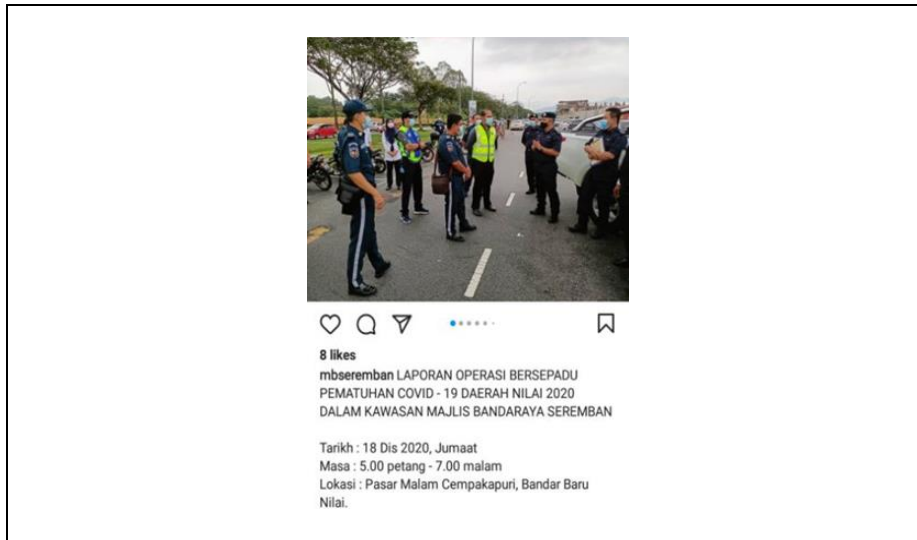 8 likes
mbseremban LAPORAN OPERASI BERSEPADU
PEMATUHAN COVID - 19 DAERAH NILAI 2020
DALAM KAWASAN MAJLIS BANDARAYA SEREMBAN
Tarikh : 18 Dis 2020, Jumaat
Masa : 5.00 petang - 7.00 malam
Lokasi : Pasar Malam Cempakapuri, Bandar Baru
Nilai.